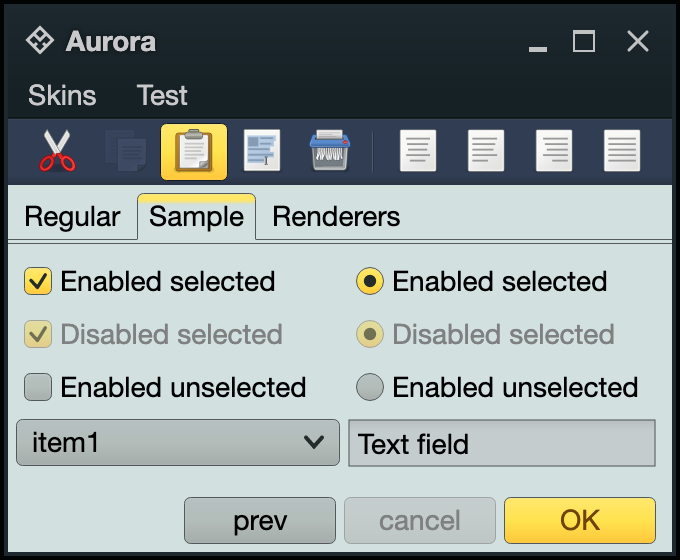 Aurora
Skins Test
Regular Sample Renderers
Enabled selected Enabled selected
Disabled selected Disabled selected
Enabled unselected Enabled unselected
item1 Text field
prev cancel OK